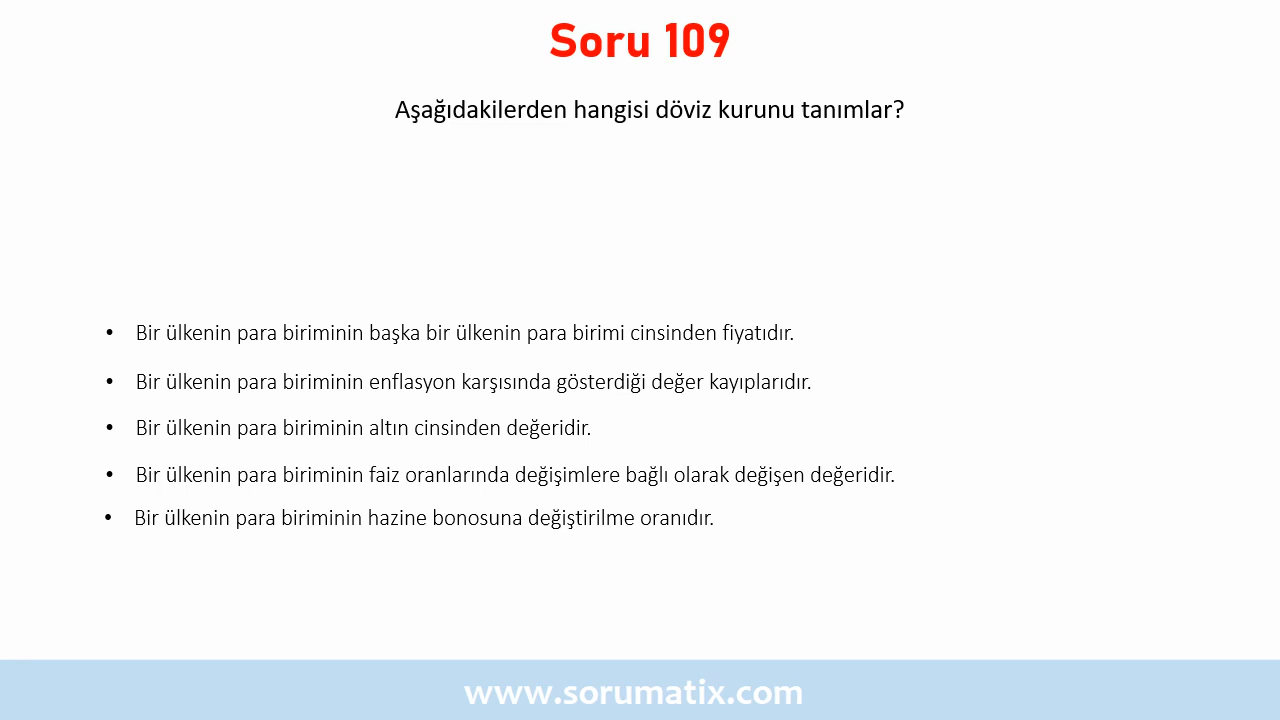 Soru 109
Aşağıdakilerden hangisi döviz kurunu tanımlar?
• Bir ülkenin para biriminin başka bir ülkenin para birimi cinsinden fiyatıdır.
• Bir ülkenin para biriminin enflasyon karşısında gösterdiği değer kayıplarıdır.
• Bir ülkenin para biriminin altın cinsinden değeridir.
• Bir ülkenin para biriminin faiz oranlarında değişimlere bağlı olarak değişen değeridir.
• Bir ülkenin para biriminin hazine bonosuna değiştirilme oranıdır.
www.sorumatix.com